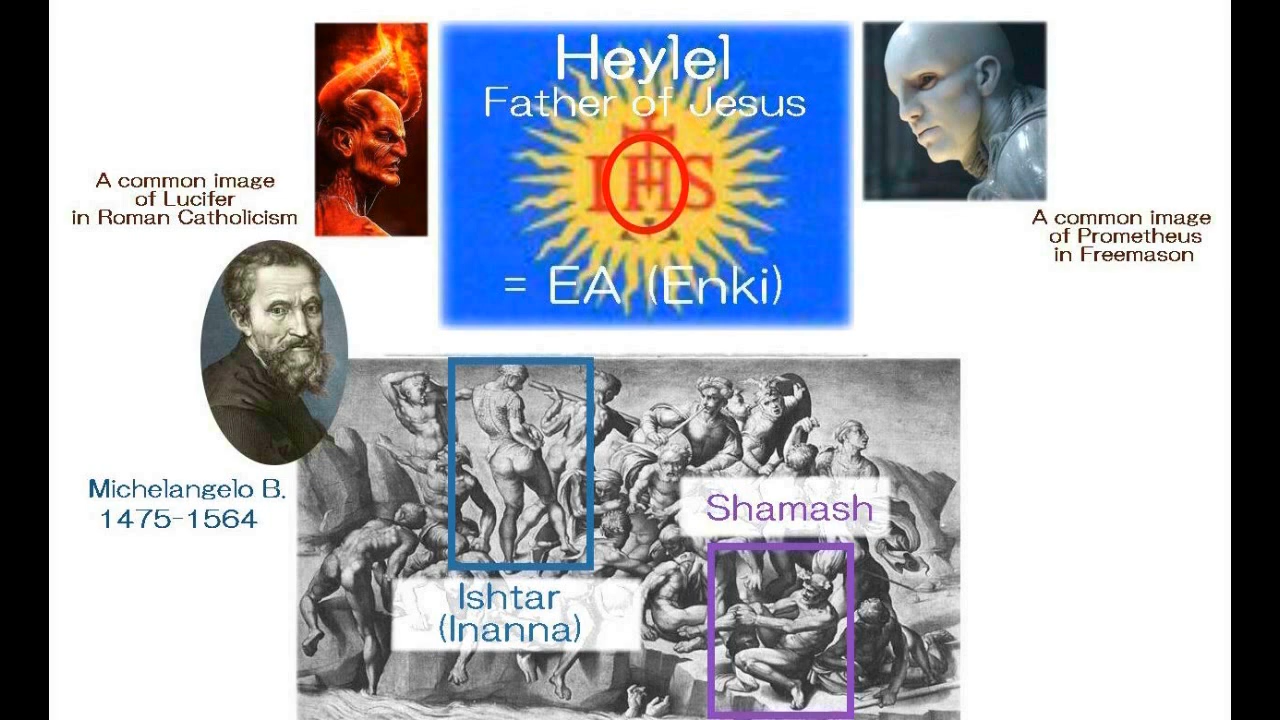 Heylel
Father of Jesus
IHS
= EA (Enki)
A common image
of Lucifer
in Roman Catholicism
A common image
of Prometheus
in Freemason
Michelangelo B.
1475-1564
Shamash
Ishtar
(Inanna)